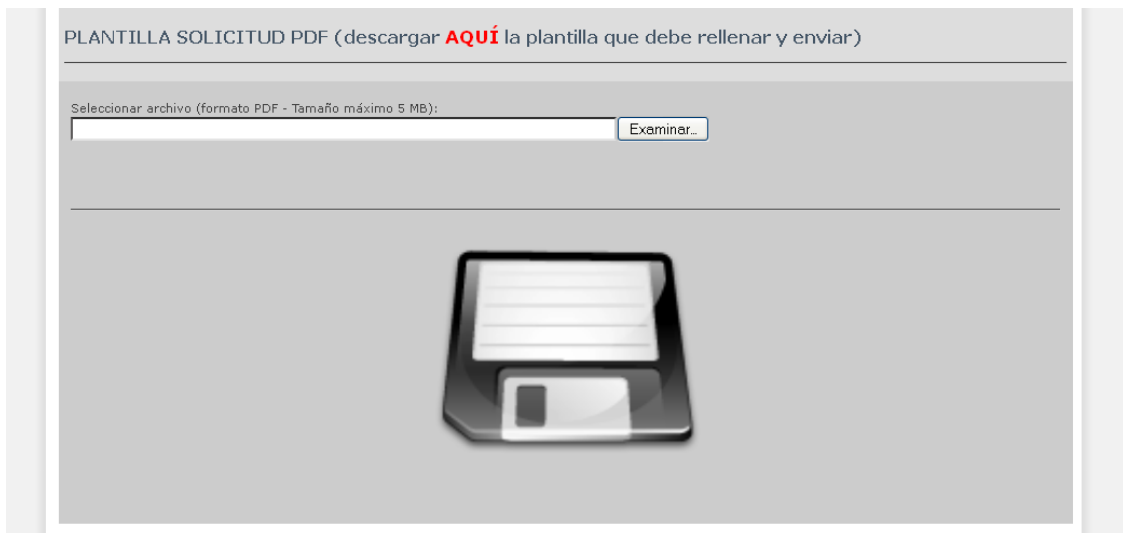 PLANTILLA SOLICITUD PDF (descargar AQUÍ la plantilla que debe rellenar y enviar)
Seleccionar archivo (formato PDF - Tamaño máximo 5 MB):
Examinar...